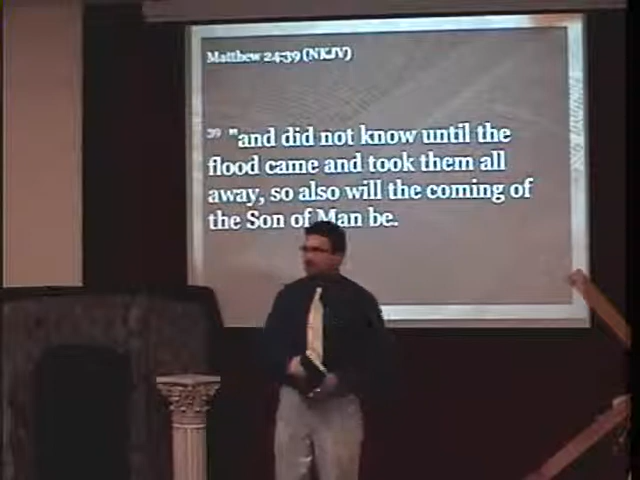 Matthew 24:39 (NKJV)
39 "and did not know until the
flood came and took them all
away, so also will the coming of
the Son of Man be.